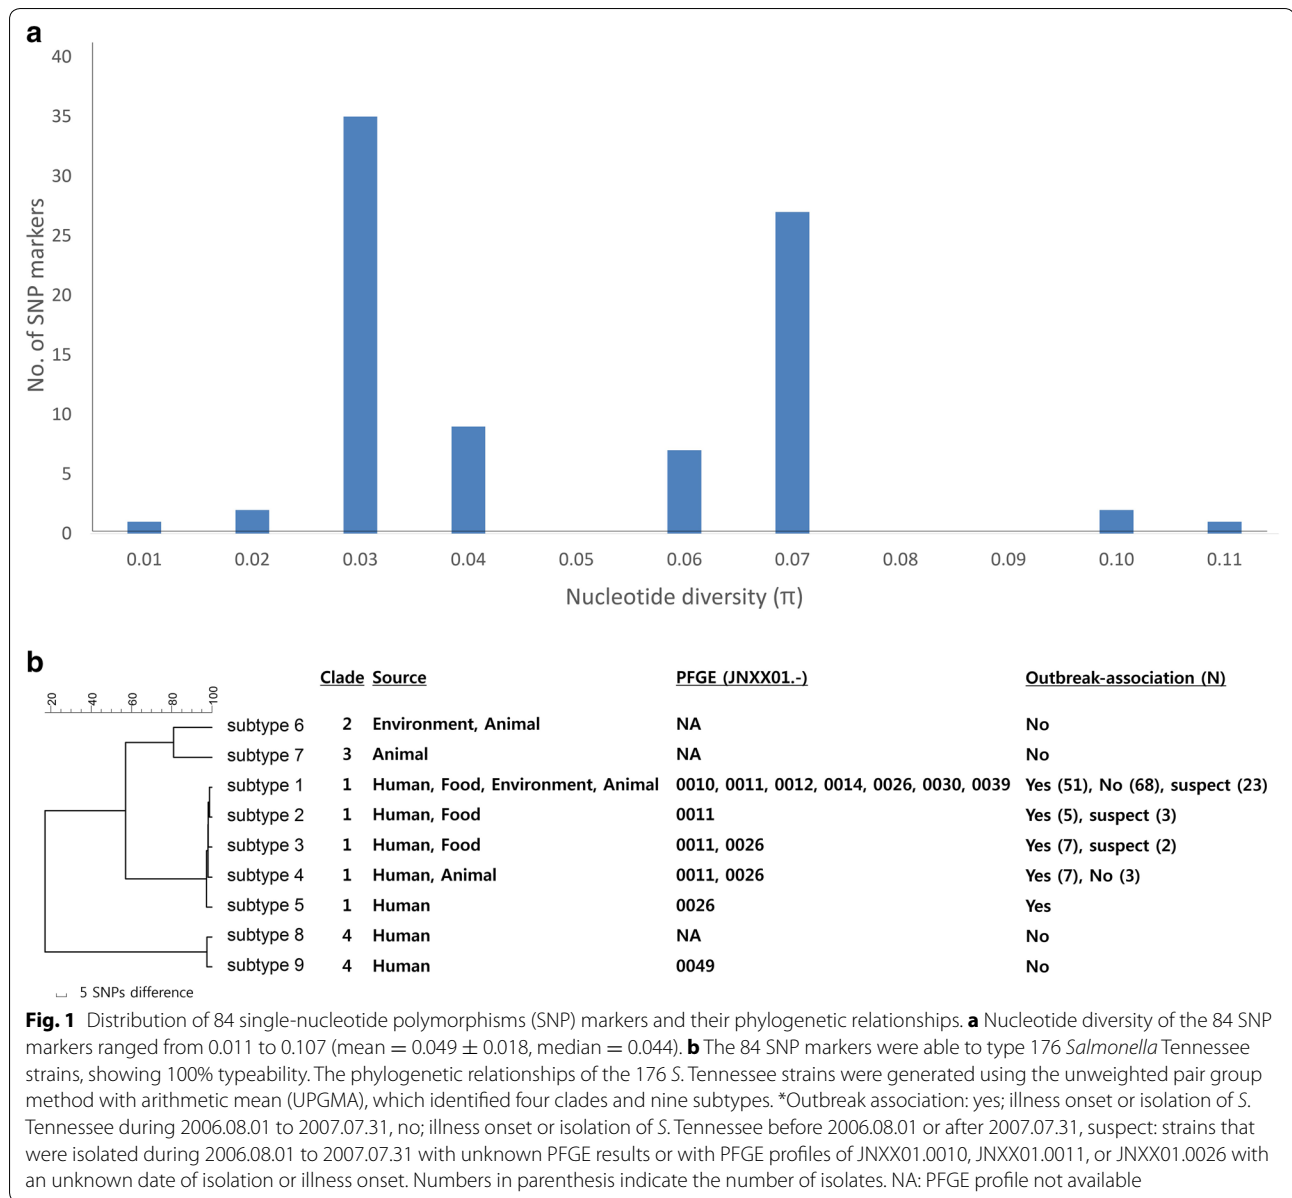 a
40
35
30
25
20
15
10
5
0
No. of SNP markers
0.01 0.02 0.03 0.04 0.05 0.06 0.07 0.08 0.09 0.10 0.11
Nucleotide diversity (π)
b
Clade Source PFGE (JNXX01.-) Outbreak-association (N)
20 40 60 80 100
subtype 6 2 Environment, Animal NA No
subtype 7 3 Animal NA No
subtype 1 1 Human, Food, Environment, Animal 0010, 0011, 0012, 0014, 0026, 0030, 0039 Yes (51), No (68), suspect (23)
subtype 2 1 Human, Food 0011 Yes (5), suspect (3)
subtype 3 1 Human, Food 0011, 0026 Yes (7), suspect (2)
subtype 4 1 Human, Animal 0011, 0026 Yes (7), No (3)
subtype 5 1 Human 0026 Yes
subtype 8 4 Human NA No
subtype 9 4 Human 0049 No
5 SNPs difference
Fig. 1 Distribution of 84 single-nucleotide polymorphisms (SNP) markers and their phylogenetic relationships. a Nucleotide diversity of the 84 SNP
markers ranged from 0.011 to 0.107 (mean = 0.049 ± 0.018, median = 0.044). b The 84 SNP markers were able to type 176 Salmonella Tennessee
strains, showing 100% typeability. The phylogenetic relationships of the 176 S. Tennessee strains were generated using the unweighted pair group
method with arithmetic mean (UPGMA), which identified four clades and nine subtypes. *Outbreak association: yes; illness onset or isolation of S.
Tennessee during 2006.08.01 to 2007.07.31, no; illness onset or isolation of S. Tennessee before 2006.08.01 or after 2007.07.31, suspect: strains that
were isolated during 2006.08.01 to 2007.07.31 with unknown PFGE results or with PFGE profiles of JNXX01.0010, JNXX01.0011, or JNXX01.0026 with
an unknown date of isolation or illness onset. Numbers in parenthesis indicate the number of isolates. NA: PFGE profile not available